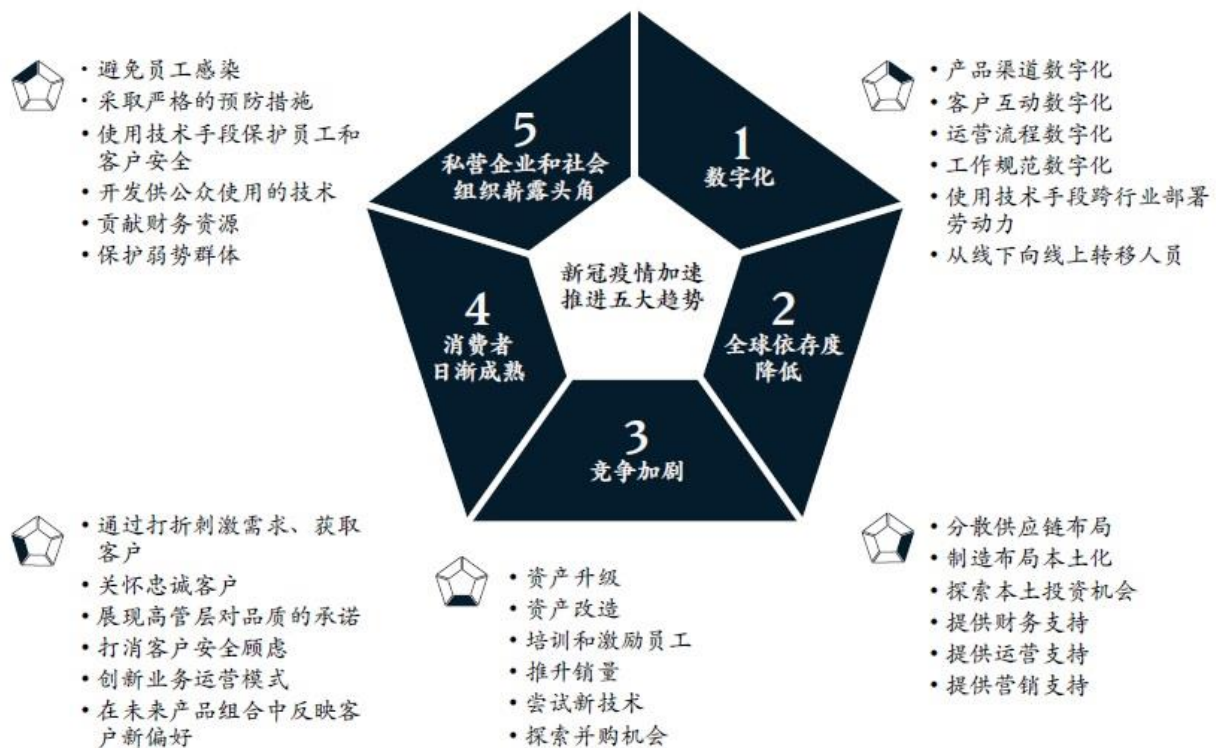 • 避免员工感染
• 采取严格的预防措施
• 使用技术手段保护员工和
客户安全
• 开发供公众使用的技术
• 贡献财务资源
• 保护弱势群体
5
私营企业和社会
组织崭露头角
1
数字化
• 产品渠道数字化
• 客户互动数字化
• 运营流程数字化
• 工作规范数字化
• 使用技术手段跨行业部署
劳动力
• 从线下向线上转移人员
新冠疫情加速
推进五大趋势
4
消费者
日渐成熟
2
全球依存度
降低
3
竞争加剧
• 通过打折刺激需求、获取
客户
• 关怀忠诚客户
• 展现高管层对品质的承诺
• 打消客户安全顾虑
• 创新业务运营模式
• 在未来产品组合中反映客
户新偏好
• 资产升级
• 资产改造
• 培训和激励员工
• 推升销量
• 尝试新技术
• 探索并购机会
• 分散供应链布局
• 制造布局本土化
• 探索本土投资机会
• 提供财务支持
• 提供运营支持
• 提供营销支持